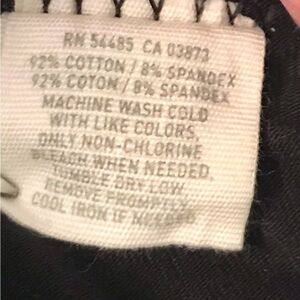 RN 54485 CA 03873
92% COTTON / 8% SPANDEX
92% COTON / 8% SPANDEX
MACHINE WASH COLD
WITH LIKE COLORS,
ONLY NON-CHLORINE
BLEACH WHEN NEEDED,
TUMBLE DRY LOW,
REMOVE PROMPTLY,
COOL IRON IF NEEDED